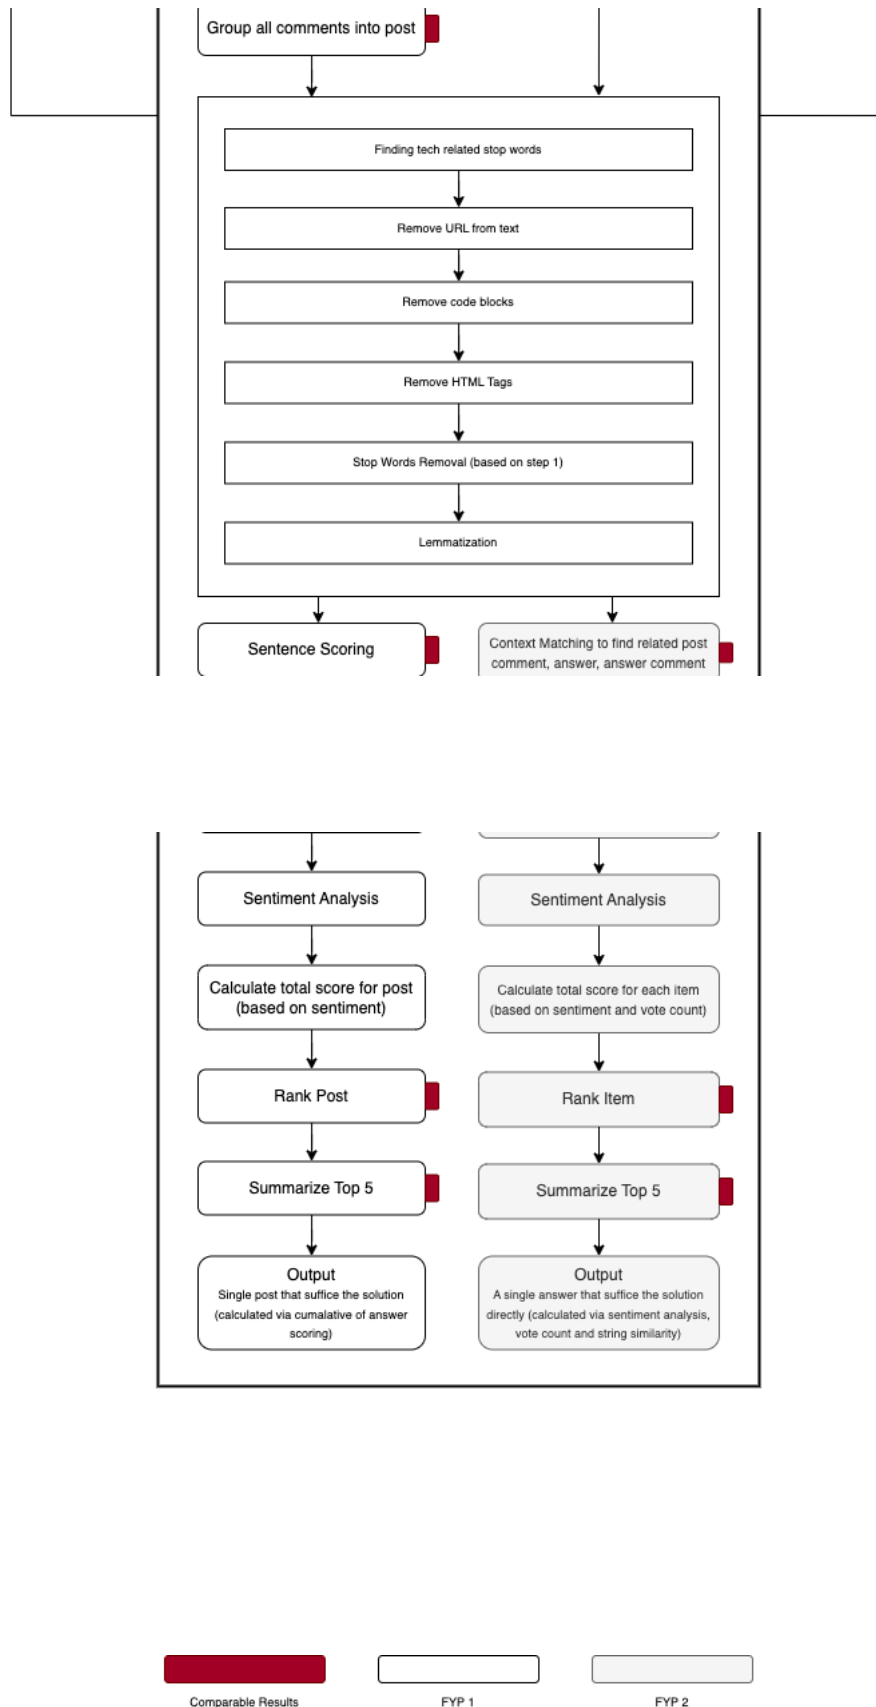 Group all comments into post
Finding tech related stop words
Remove URL from text
Remove code blocks
Remove HTML Tags
Stop Words Removal (based on step 1)
Lemmatization
Sentence Scoring
Context Matching to find related post
comment, answer, answer comment
Sentiment Analysis
Sentiment Analysis
Calculate total score for post
(based on sentiment)
Calculate total score for each item
(based on sentiment and vote count)
Rank Post
Rank Item
Summarize Top 5
Summarize Top 5
Output
Single post that suffice the solution
(calculated via cumalative of answer
scoring)
Output
A single answer that suffice the solution
directly (calculated via sentiment analysis,
vote count and string similarity)
Comparable Results
FYP 1
FYP 2